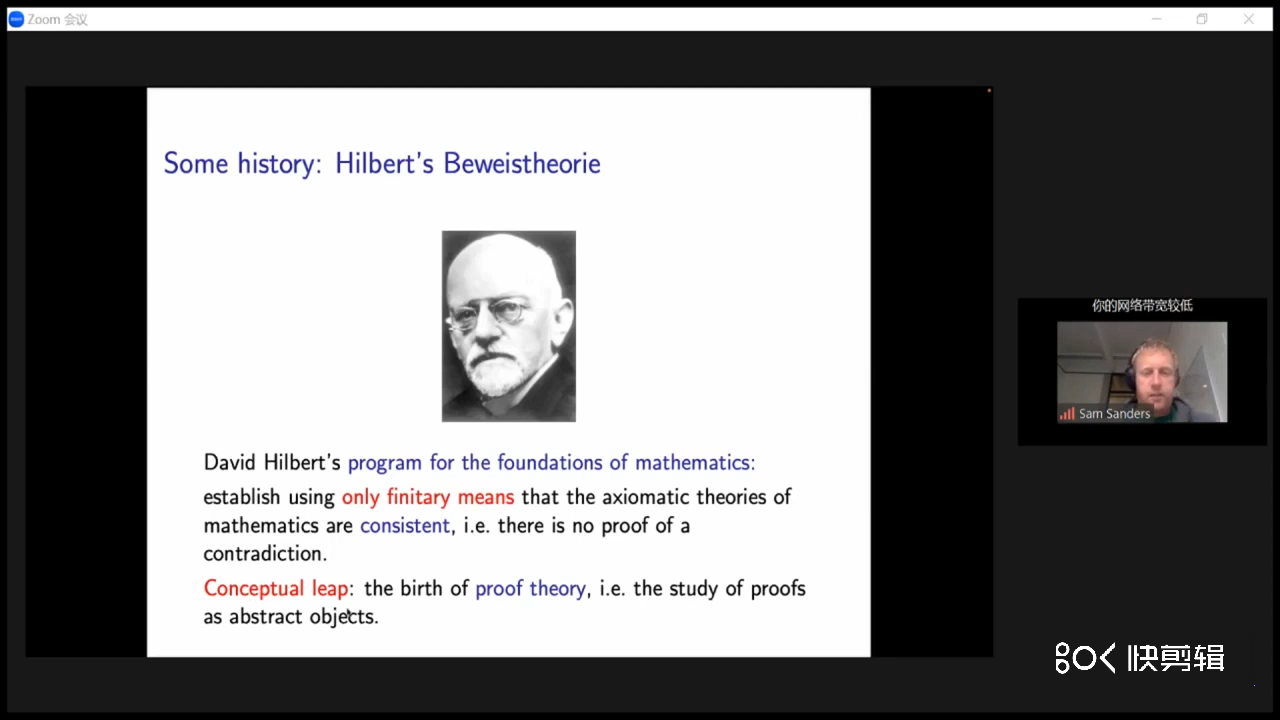 Zoom 会议
Some history: Hilbert's Beweistheorie
David Hilbert's program for the foundations of mathematics:
establish using only finitary means that the axiomatic theories of
mathematics are consistent, i.e. there is no proof of a
contradiction.
Conceptual leap: the birth of proof theory, i.e. the study of proofs
as abstract objects.
你的网络带宽较低
Sam Sanders
快剪辑